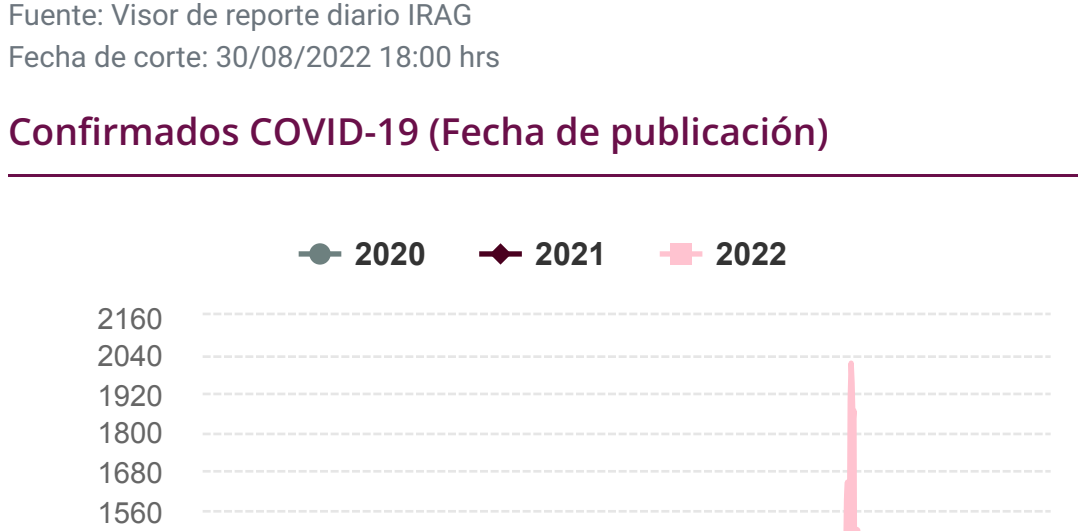 Fuente: Visor de reporte diario IRAG
Fecha de corte: 30/08/2022 18:00 hrs
Confirmados COVID-19 (Fecha de publicación)
2020 2021 2022
2160
2040
1920
1800
1680
1560